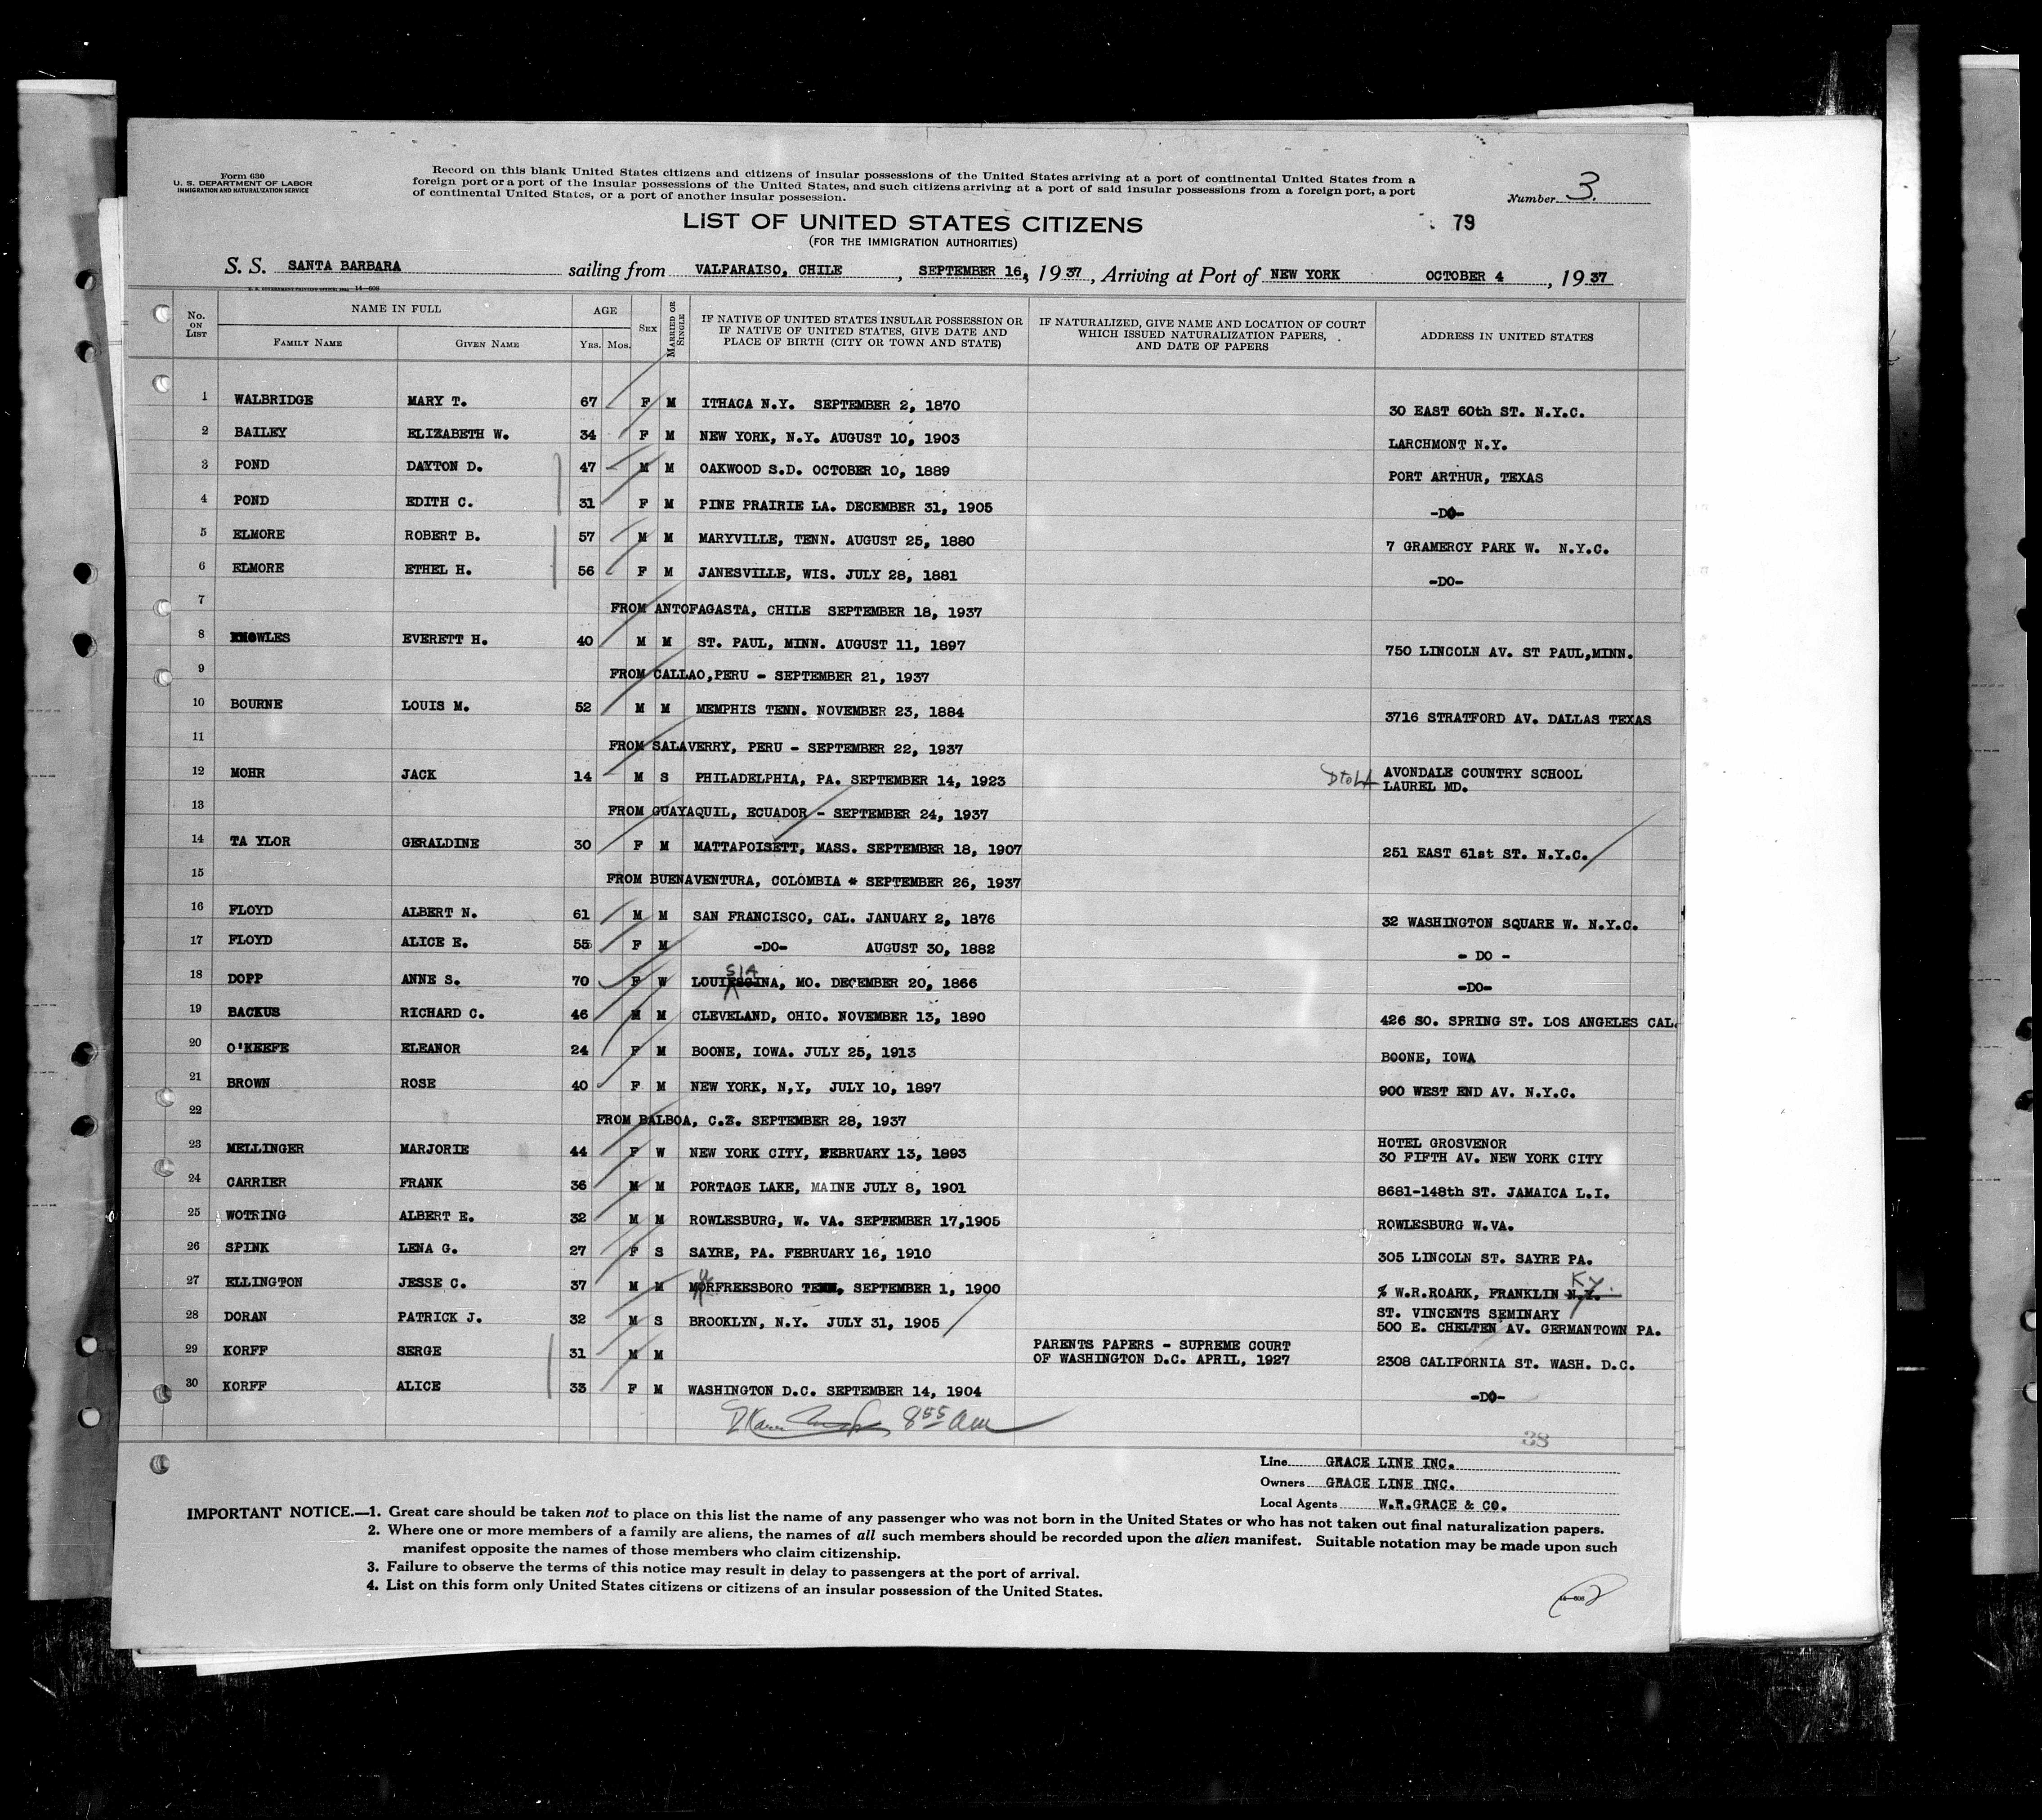 Form 630
U. S. DEPARTMENT OF LABOR
IMMIGRATION AND NATURALIZATION SERVICE
Record on this blank United States citizens and citizens of insular possessions of the United States arriving at a port of continental United States from a
foreign port or a port of the insular possessions of the United States, and such citizens arriving at a port of said insular possessions from a foreign port, a port
of continental United States, or a port of another insular possession.
Number 3.
LIST OF UNITED STATES CITIZENS
79
(FOR THE IMMIGRATION AUTHORITIES)
S. S. SANTA BARBARA sailing from VALPARAISO, CHILE, SEPTEMBER 16, 1937, Arriving at Port of NEW YORK OCTOBER 4, 1937
14—608
No. ON LIST NAME IN FULL FAMILY NAME GIVEN NAME AGE YRS. MOS. SEX MARRIED OR SINGLE IF NATIVE OF UNITED STATES INSULAR POSSESSION OR IF NATIVE OF UNITED STATES, GIVE DATE AND PLACE OF BIRTH (CITY OR TOWN AND STATE) IF NATURALIZED, GIVE NAME AND LOCATION OF COURT WHICH ISSUED NATURALIZATION PAPERS, AND DATE OF PAPERS ADDRESS IN UNITED STATES
1 WALBRIDGE MARY T. 67 F M ITHACA N.Y. SEPTEMBER 2, 1870 30 EAST 60th ST. N.Y.C.
2 BAILEY ELIZABETH W. 34 F M NEW YORK, N.Y. AUGUST 10, 1903 LARCHMONT N.Y.
3 POND DAYTON D. 47 M M OAKWOOD S.D. OCTOBER 10, 1889 PORT ARTHUR, TEXAS
4 POND EDITH C. 31 F M PINE PRAIRIE LA. DECEMBER 31, 1905 -DO-
5 ELMORE ROBERT B. 57 M M MARYVILLE, TENN. AUGUST 25, 1880 7 GRAMERCY PARK W. N.Y.C.
6 ELMORE ETHEL H. 56 F M JANESVILLE, WIS. JULY 28, 1881 -DO-
7 FROM ANTOFAGASTA, CHILE SEPTEMBER 18, 1937
8 KNOWLES EVERETT H. 40 M M ST. PAUL, MINN. AUGUST 11, 1897 750 LINCOLN AV. ST PAUL,MINN.
9 FROM CALLAO,PERU - SEPTEMBER 21, 1937
10 BOURNE LOUIS M. 52 M M MEMPHIS TENN. NOVEMBER 23, 1884 3716 STRATFORD AV. DALLAS TEXAS
11 FROM SALAVERRY, PERU - SEPTEMBER 22, 1937
12 MOHR JACK 14 M S PHILADELPHIA, PA. SEPTEMBER 14, 1923 D to LA AVONDALE COUNTRY SCHOOL
LAUREL MD.
13 FROM GUAYAQUIL, ECUADOR - SEPTEMBER 24, 1937
14 TA YLOR GERALDINE 30 F M MATTAPOISETT, MASS. SEPTEMBER 18, 1907 251 EAST 61st ST. N.Y.C.
15 FROM BUENAVENTURA, COLOMBIA * SEPTEMBER 26, 1937
16 FLOYD ALBERT N. 61 M M SAN FRANCISCO, CAL. JANUARY 2, 1876 32 WASHINGTON SQUARE W. N.Y.C.
17 FLOYD ALICE E. 55 F M -DO- AUGUST 30, 1882 - DO -
18 DOPP ANNE S. 70 F W LOUISIANA, MO. DECEMBER 20, 1866 -DO-
19 BACKUS RICHARD C. 46 M M CLEVELAND, OHIO. NOVEMBER 13, 1890 426 SO. SPRING ST. LOS ANGELES CAL.
20 O'KEEFE ELEANOR 24 F M BOONE, IOWA. JULY 25, 1913 BOONE, IOWA
21 BROWN ROSE 40 F M NEW YORK, N,Y, JULY 10, 1897 900 WEST END AV. N.Y.C.
22 FROM BALBOA, C.Z. SEPTEMBER 28, 1937
23 MELLINGER MARJORIE 44 F W NEW YORK CITY, FEBRUARY 13, 1893 HOTEL GROSVENOR
30 FIFTH AV. NEW YORK CITY
24 CARRIER FRANK 36 M M PORTAGE LAKE, MAINE JULY 8, 1901 8681-148th ST. JAMAICA L.I.
25 WOTRING ALBERT E. 32 M M ROWLESBURG, W. VA. SEPTEMBER 17,1905 ROWLESBURG W.VA.
26 SPINK LENA G. 27 F S SAYRE, PA. FEBRUARY 16, 1910 305 LINCOLN ST. SAYRE PA.
27 ELLINGTON JESSE C. 37 M M MURFREESBORO TENN, SEPTEMBER 1, 1900 % W.R.ROARK, FRANKLIN N.Y. KY.
28 DORAN PATRICK J. 32 M S BROOKLYN, N.Y. JULY 31, 1905 ST. VINCENTS SEMINARY
500 E. CHELTEN AV. GERMANTOWN PA.
29 KORFF SERGE 31 M M PARENTS PAPERS - SUPREME COURT
OF WASHINGTON D.C. APRIL, 1927 2308 CALIFORNIA ST. WASH. D.C.
30 KORFF ALICE 33 F M WASHINGTON D.C. SEPTEMBER 14, 1904 -DO-
8 55 am
38
Line GRACE LINE INC.
Owners GRACE LINE INC.
Local Agents W.R.GRACE & CO.
IMPORTANT NOTICE.—1. Great care should be taken not to place on this list the name of any passenger who was not born in the United States or who has not taken out final naturalization papers.
2. Where one or more members of a family are aliens, the names of all such members should be recorded upon the alien manifest. Suitable notation may be made upon such
manifest opposite the names of those members who claim citizenship.
3. Failure to observe the terms of this notice may result in delay to passengers at the port of arrival.
4. List on this form only United States citizens or citizens of an insular possession of the United States.
14—608